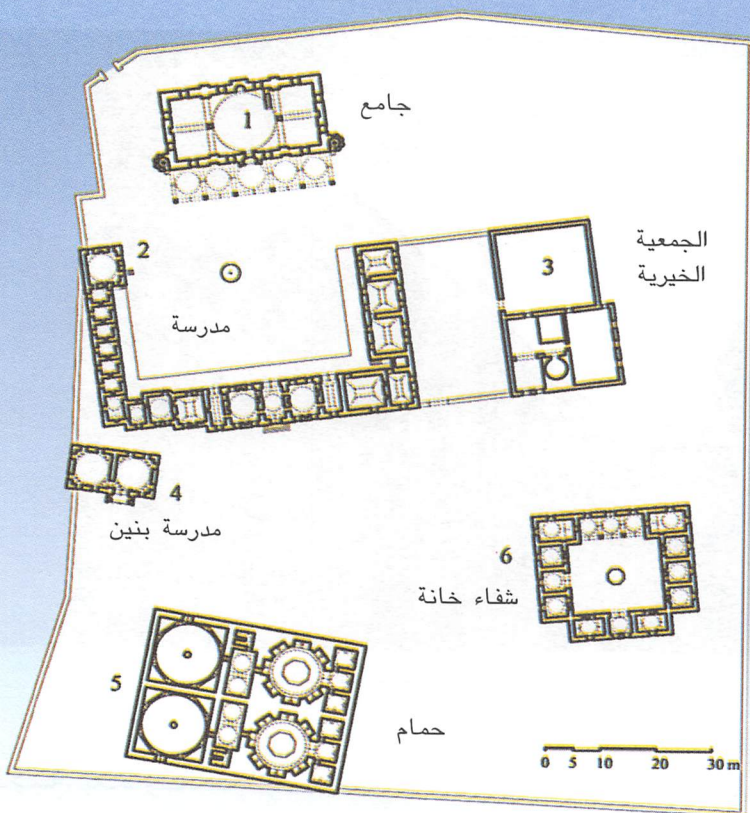 1
جامع
2
مدرسة
3
الجمعية
الخيرية
4
مدرسة بنين
6
شفاء خانة
5
حمام
0 5 10 20 30 m